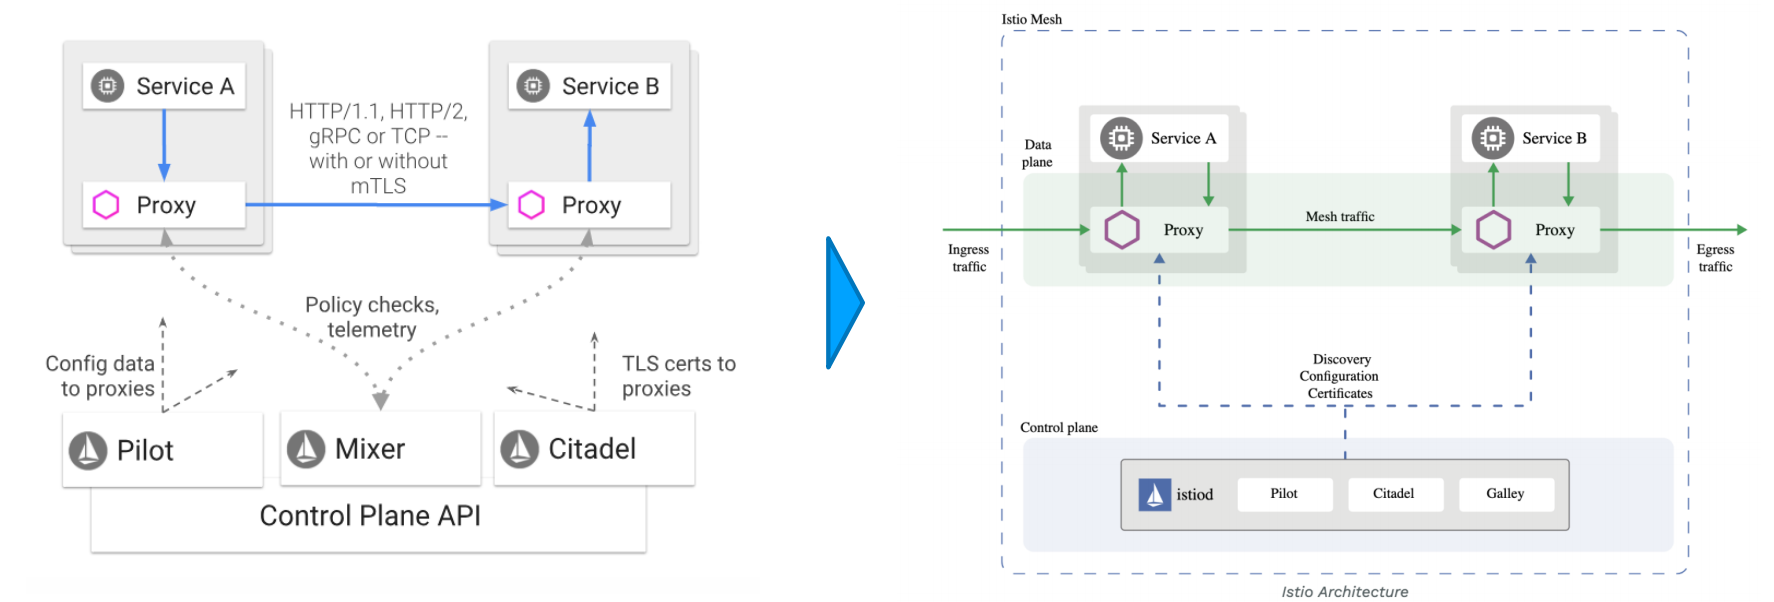 Service A
Service B
HTTP/1.1, HTTP/2,
gRPC or TCP --
with or without
mTLS
Proxy
Proxy
Policy checks,
telemetry
Config data
to proxies
TLS certs to
proxies
Pilot
Mixer
Citadel
Control Plane API
Istio Mesh
Service A
Service B
Data
plane
Proxy
Mesh traffic
Proxy
Ingress
traffic
Egress
traffic
Discovery
Configuration
Certificates
Control plane
istiod
Pilot
Citadel
Galley
Istio Architecture